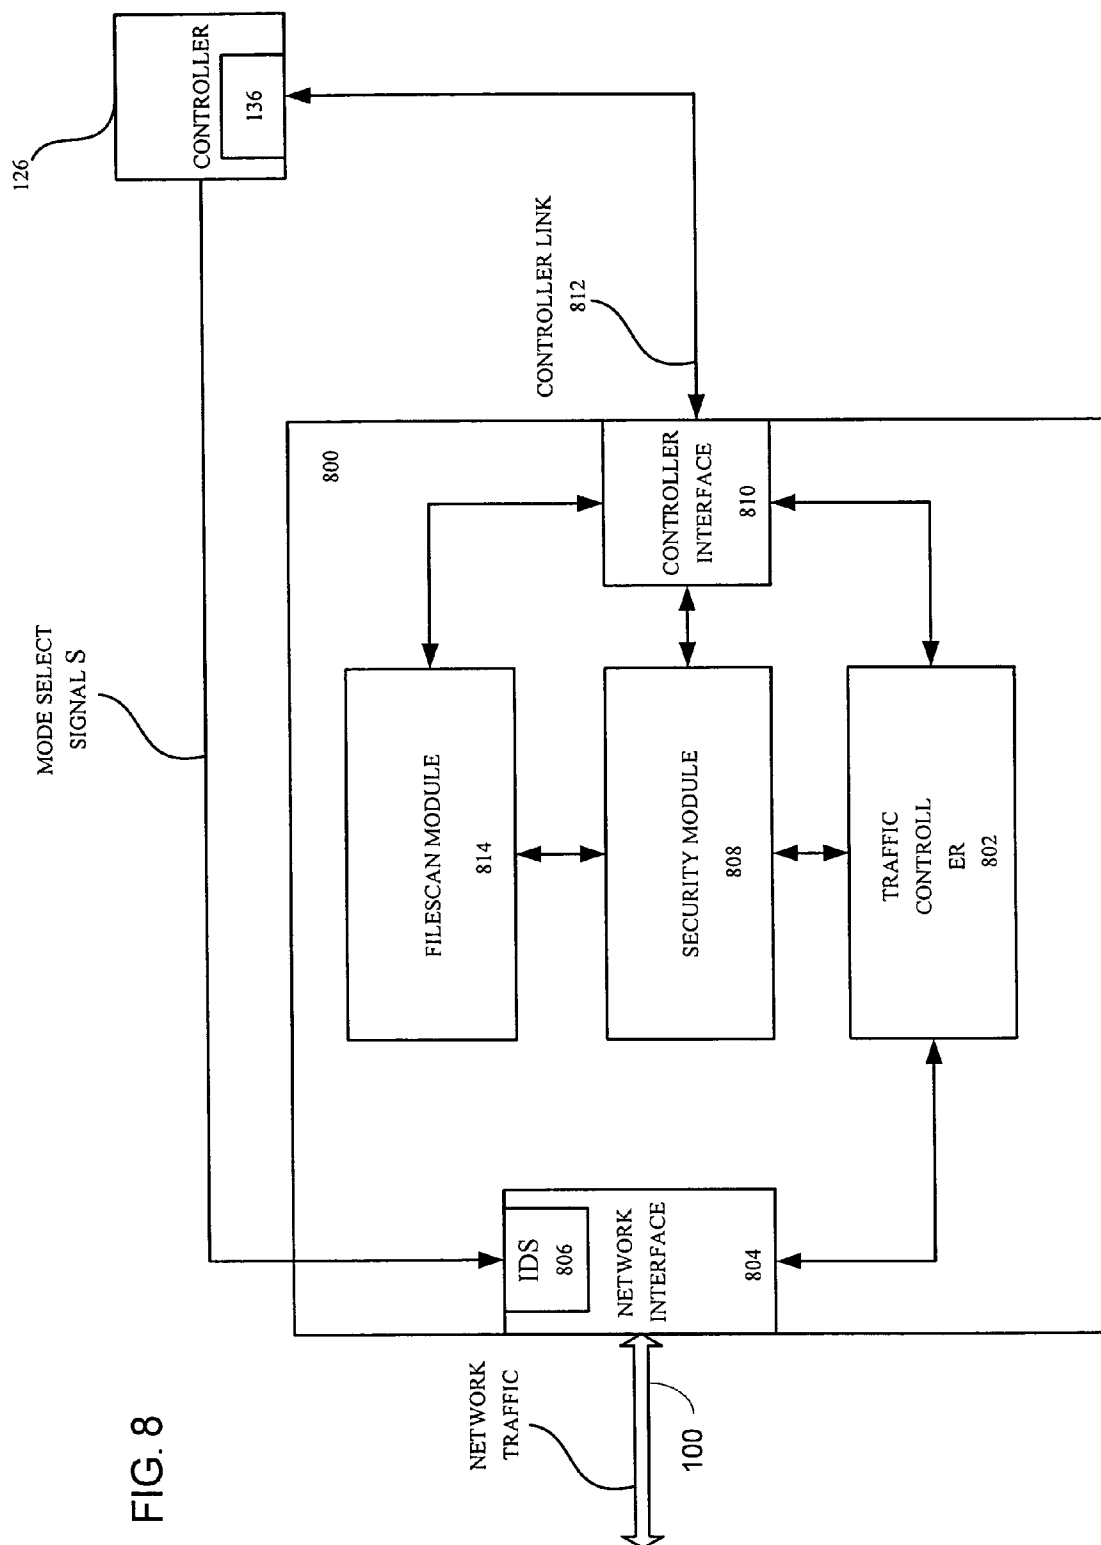 FIG. 8
126
CONTROLLER
136
MODE SELECT
SIGNAL S
CONTROLLER LINK
812
800
CONTROLLER
INTERFACE
810
FILESCAN MODULE
814
SECURITY MODULE
808
TRAFFIC
CONTROLL
ER
802
IDS
806
NETWORK
INTERFACE
804
NETWORK
TRAFFIC
100